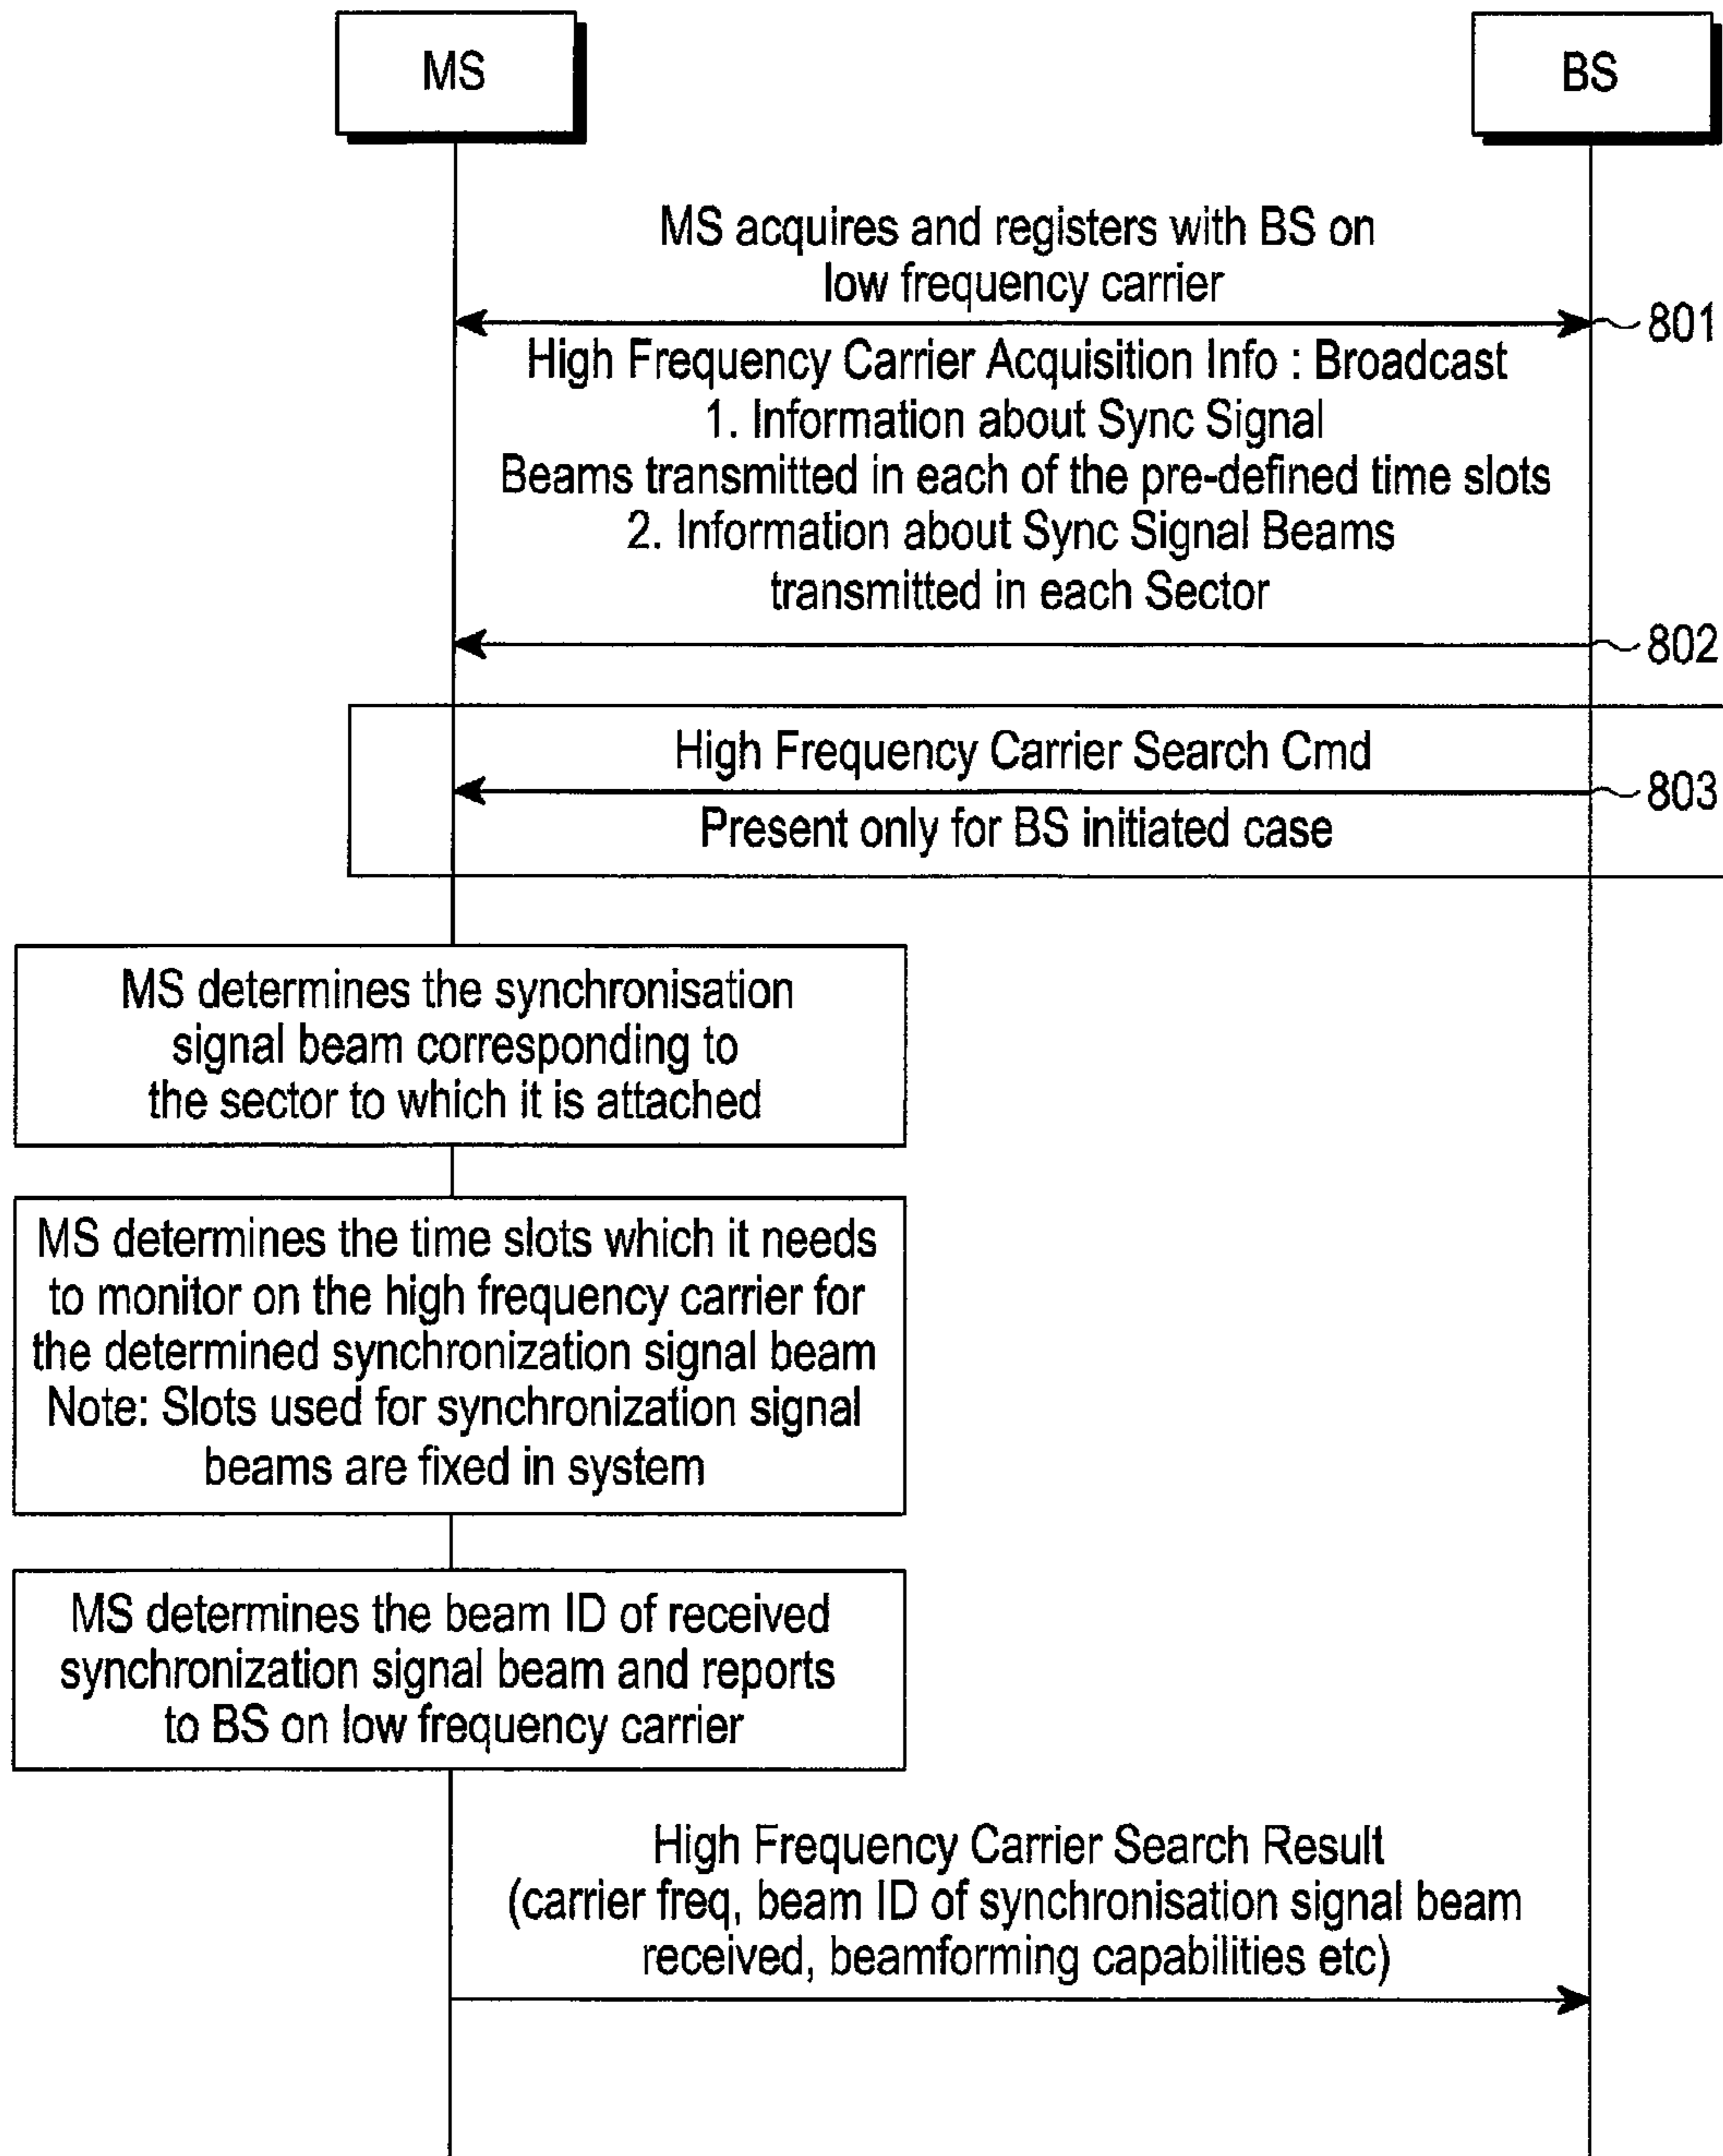 MS
BS
MS acquires and registers with BS on
low frequency carrier
801
High Frequency Carrier Acquisition Info : Broadcast
1. Information about Sync Signal
Beams transmitted in each of the pre-defined time slots
2. Information about Sync Signal Beams
transmitted in each Sector
802
High Frequency Carrier Search Cmd
803
Present only for BS initiated case
MS determines the synchronisation
signal beam corresponding to
the sector to which it is attached
MS determines the time slots which it needs
to monitor on the high frequency carrier for
the determined synchronization signal beam
Note: Slots used for synchronization signal
beams are fixed in system
MS determines the beam ID of received
synchronization signal beam and reports
to BS on low frequency carrier
High Frequency Carrier Search Result
(carrier freq, beam ID of synchronisation signal beam
received, beamforming capabilities etc)